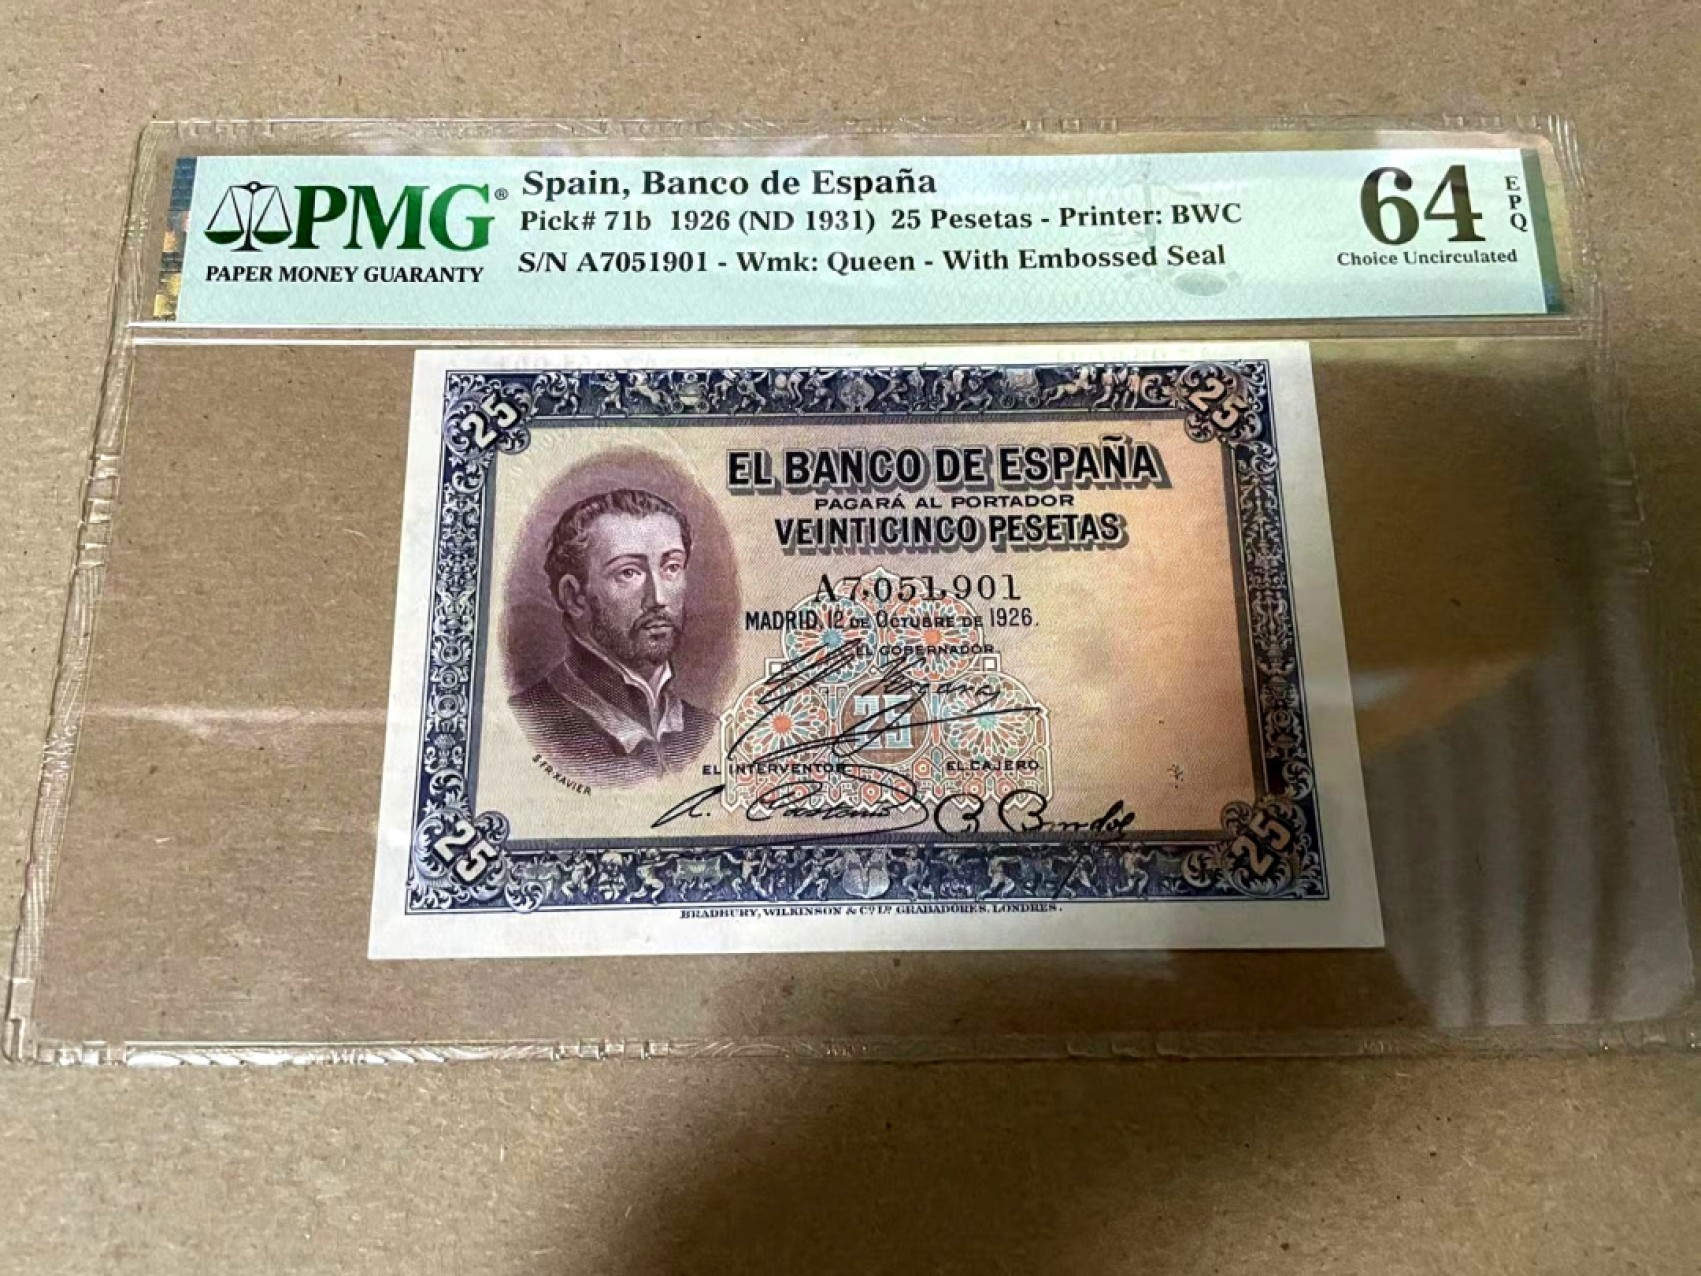 PMG®
PAPER MONEY GUARANTY
Spain, Banco de España
Pick# 71b 1926 (ND 1931) 25 Pesetas - Printer: BWC
S/N A7051901 - Wmk: Queen - With Embossed Seal
64 EPQ
Choice Uncirculated
25 25
EL BANCO DE ESPAÑA
PAGARÁ AL PORTADOR
VEINTICINCO PESETAS
A7,051,901
MADRID, 12 DE OCTUBRE DE 1926.
EL GOBERNADOR
25
EL INTERVENTOR EL CAJERO
S. FR. XAVIER
25 25
BRADBURY, WILKINSON & Cº Lº GRABADORES, LONDRES.